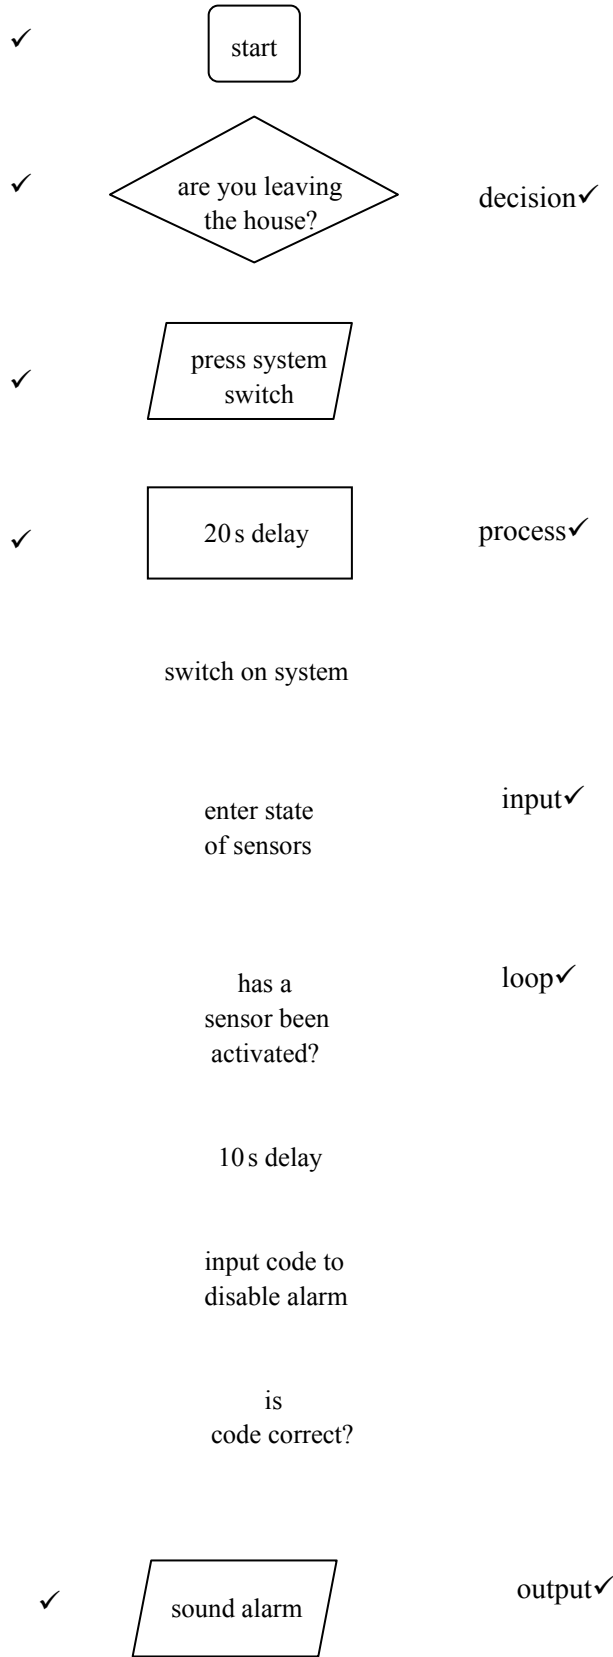 ✓ start
✓ are you leaving decision✓
the house?
✓ press system
switch
✓ 20 s delay process✓
switch on system
enter state input✓
of sensors
has a loop✓
sensor been
activated?
10 s delay
input code to
disable alarm
is
code correct?
✓ sound alarm output✓